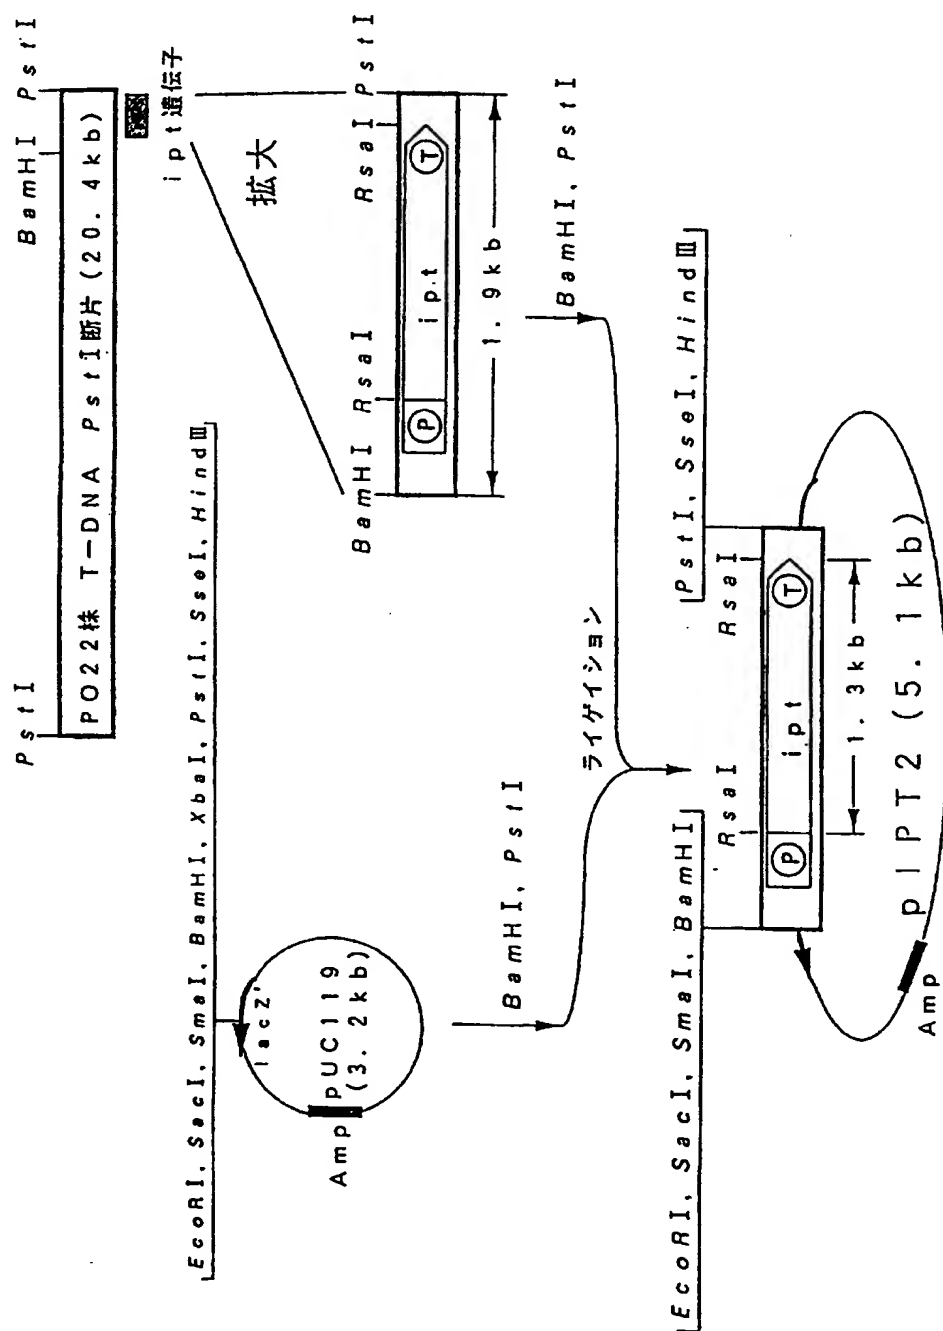 PstI
BamHI
PstI
PO22株 T−DNA PstI断片(20.4kb)
ipt遺伝子
拡大
EcoRI, SacI, SmaI, BamHI, XbaI, PstI, SseI, HindⅢ
lacZ'
pUC119
(3.2kb)
Amp
BamHI
RsaI
RsaI
PstI
P
ipt
T
1.9kb
BamHI, PstI
BamHI, PstI
ライゲイション
EcoRI, SacI, SmaI, BamHI
PstI, SseI, HindⅢ
RsaI
RsaI
P
ipt
T
1.3kb
pIPT2(5.1kb)
Amp